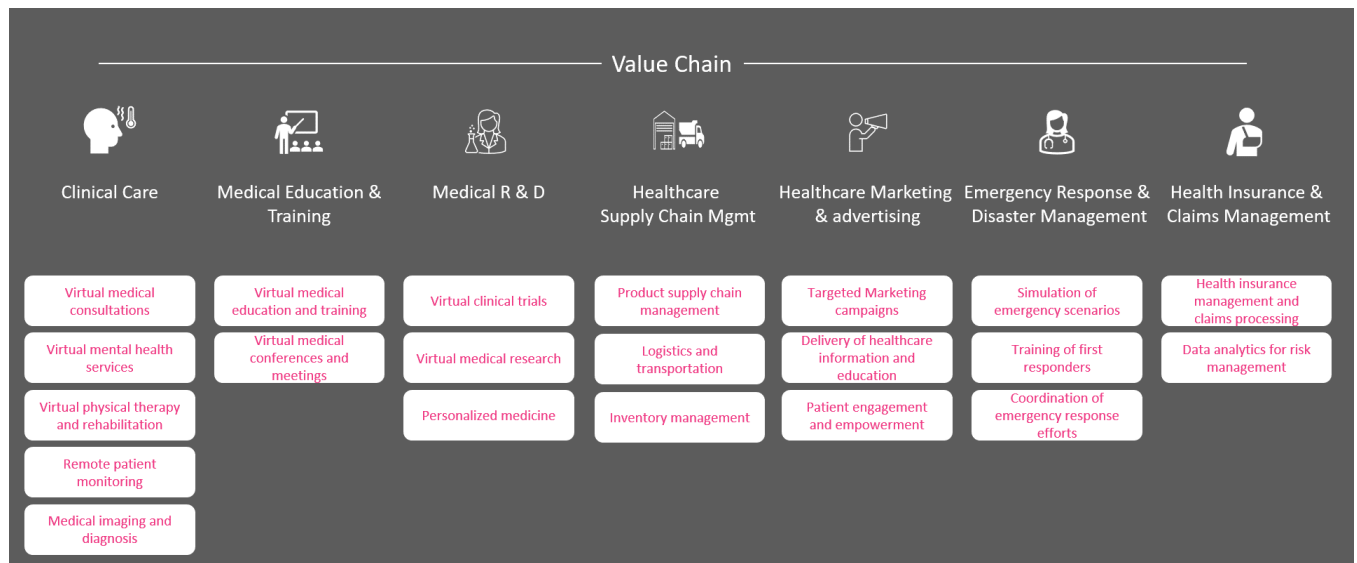 Value Chain
Clinical Care
Medical Education &
Training
Medical R & D
Healthcare
Supply Chain Mgmt
Healthcare Marketing
& advertising
Emergency Response &
Disaster Management
Health Insurance &
Claims Management
Virtual medical
consultations
Virtual mental health
services
Virtual physical therapy
and rehabilitation
Remote patient
monitoring
Medical imaging and
diagnosis
Virtual medical
education and training
Virtual medical
conferences and
meetings
Virtual clinical trials
Virtual medical research
Personalized medicine
Product supply chain
management
Logistics and
transportation
Inventory management
Targeted Marketing
campaigns
Delivery of healthcare
information and
education
Patient engagement
and empowerment
Simulation of
emergency scenarios
Training of first
responders
Coordination of
emergency response
efforts
Health insurance
management and
claims processing
Data analytics for risk
management